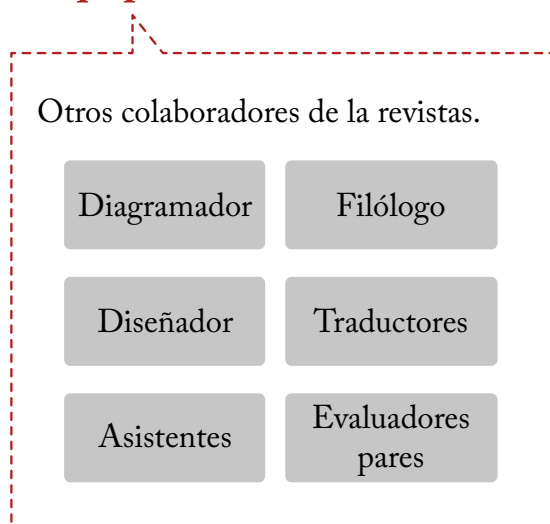 Otros colaboradores de la revistas.
Diagramador
Filólogo
Diseñador
Traductores
Asistentes
Evaluadores
pares